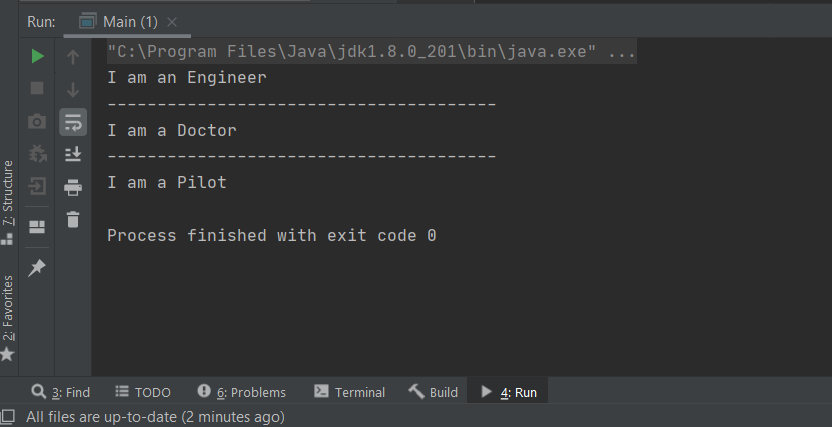 Run: Main (1) ×
"C:\Program Files\Java\jdk1.8.0_201\bin\java.exe" ...
I am an Engineer
---------------------------------------
I am a Doctor
---------------------------------------
I am a Pilot
Process finished with exit code 0
7: Structure
2: Favorites
3: Find TODO 6: Problems Terminal Build 4: Run
All files are up-to-date (2 minutes ago)